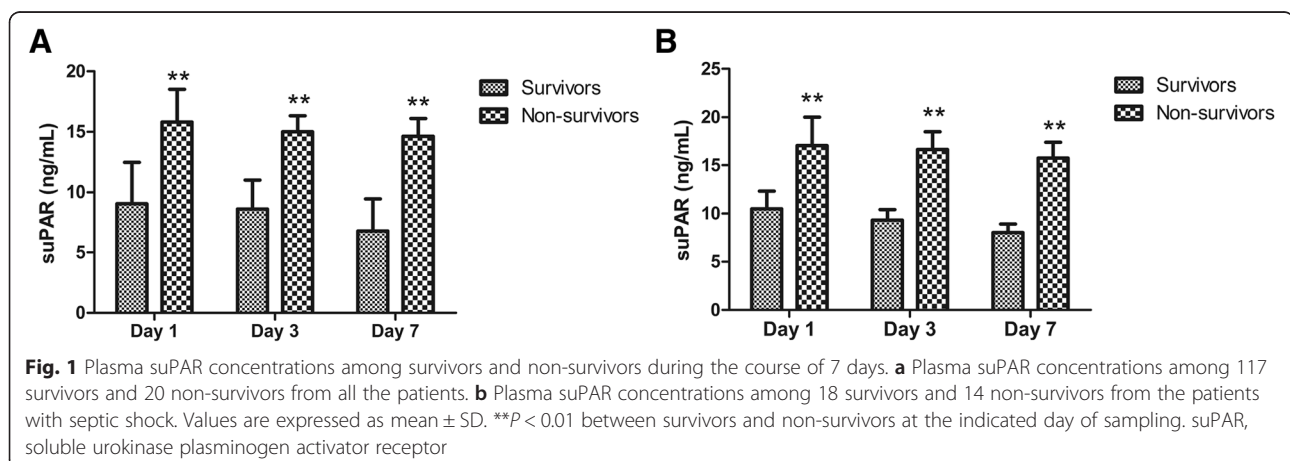 A
20
15
10
5
0
suPAR (ng/mL)
** ** **
Survivors
Non-survivors
Day 1 Day 3 Day 7
B
25
20
15
10
5
0
suPAR (ng/mL)
** ** **
Survivors
Non-survivors
Day 1 Day 3 Day 7
Fig. 1 Plasma suPAR concentrations among survivors and non-survivors during the course of 7 days. a Plasma suPAR concentrations among 117
survivors and 20 non-survivors from all the patients. b Plasma suPAR concentrations among 18 survivors and 14 non-survivors from the patients
with septic shock. Values are expressed as mean ± SD. **P < 0.01 between survivors and non-survivors at the indicated day of sampling. suPAR,
soluble urokinase plasminogen activator receptor